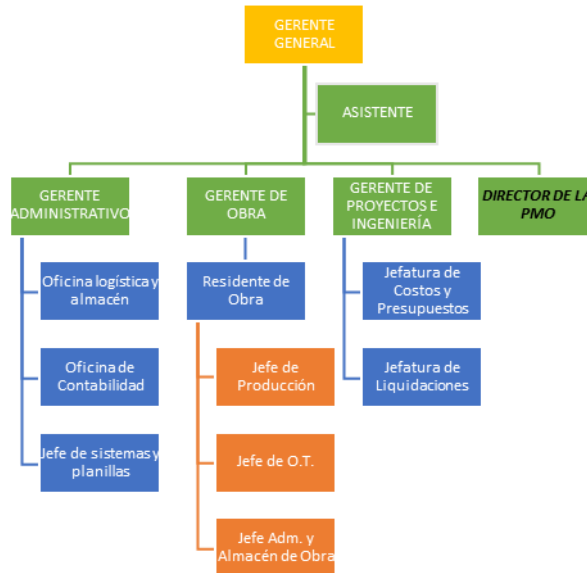 GERENTE
GENERAL
ASISTENTE
GERENTE
ADMINISTRATIVO
GERENTE DE
OBRA
GERENTE DE
PROYECTOS E
INGENIERÍA
DIRECTOR DE LA
PMO
Oficina logística y
almacén
Residente de
Obra
Jefatura de
Costos y
Presupuestos
Oficina de
Contabilidad
Jefe de
Producción
Jefatura de
Liquidaciones
Jefe de sistemas y
planillas
Jefe de O.T.
Jefe Adm. y
Almacén de Obra